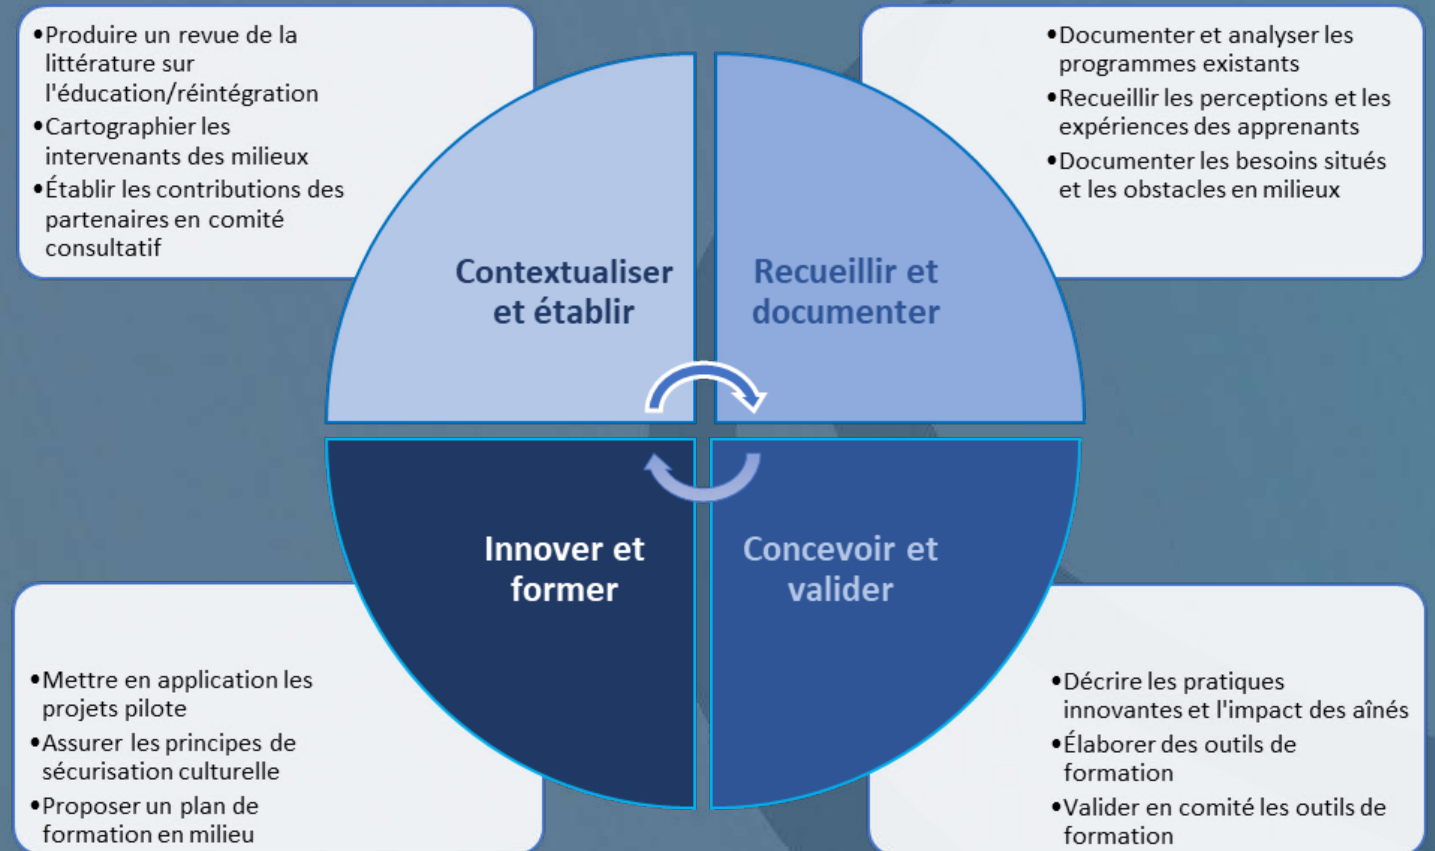 •Produire un revue de la
littérature sur
l'éducation/réintégration
•Cartographier les
intervenants des milieux
•Établir les contributions des
partenaires en comité
consultatif
•Documenter et analyser les
programmes existants
•Recueillir les perceptions et les
expériences des apprenants
•Documenter les besoins situés
et les obstacles en milieux
Contextualiser
et établir
Recueillir et
documenter
Innover et
former
Concevoir et
valider
•Mettre en application les
projets pilote
•Assurer les principes de
sécurisation culturelle
•Proposer un plan de
formation en milieu
•Décrire les pratiques
innovantes et l'impact des aînés
•Élaborer des outils de
formation
•Valider en comité les outils de
formation